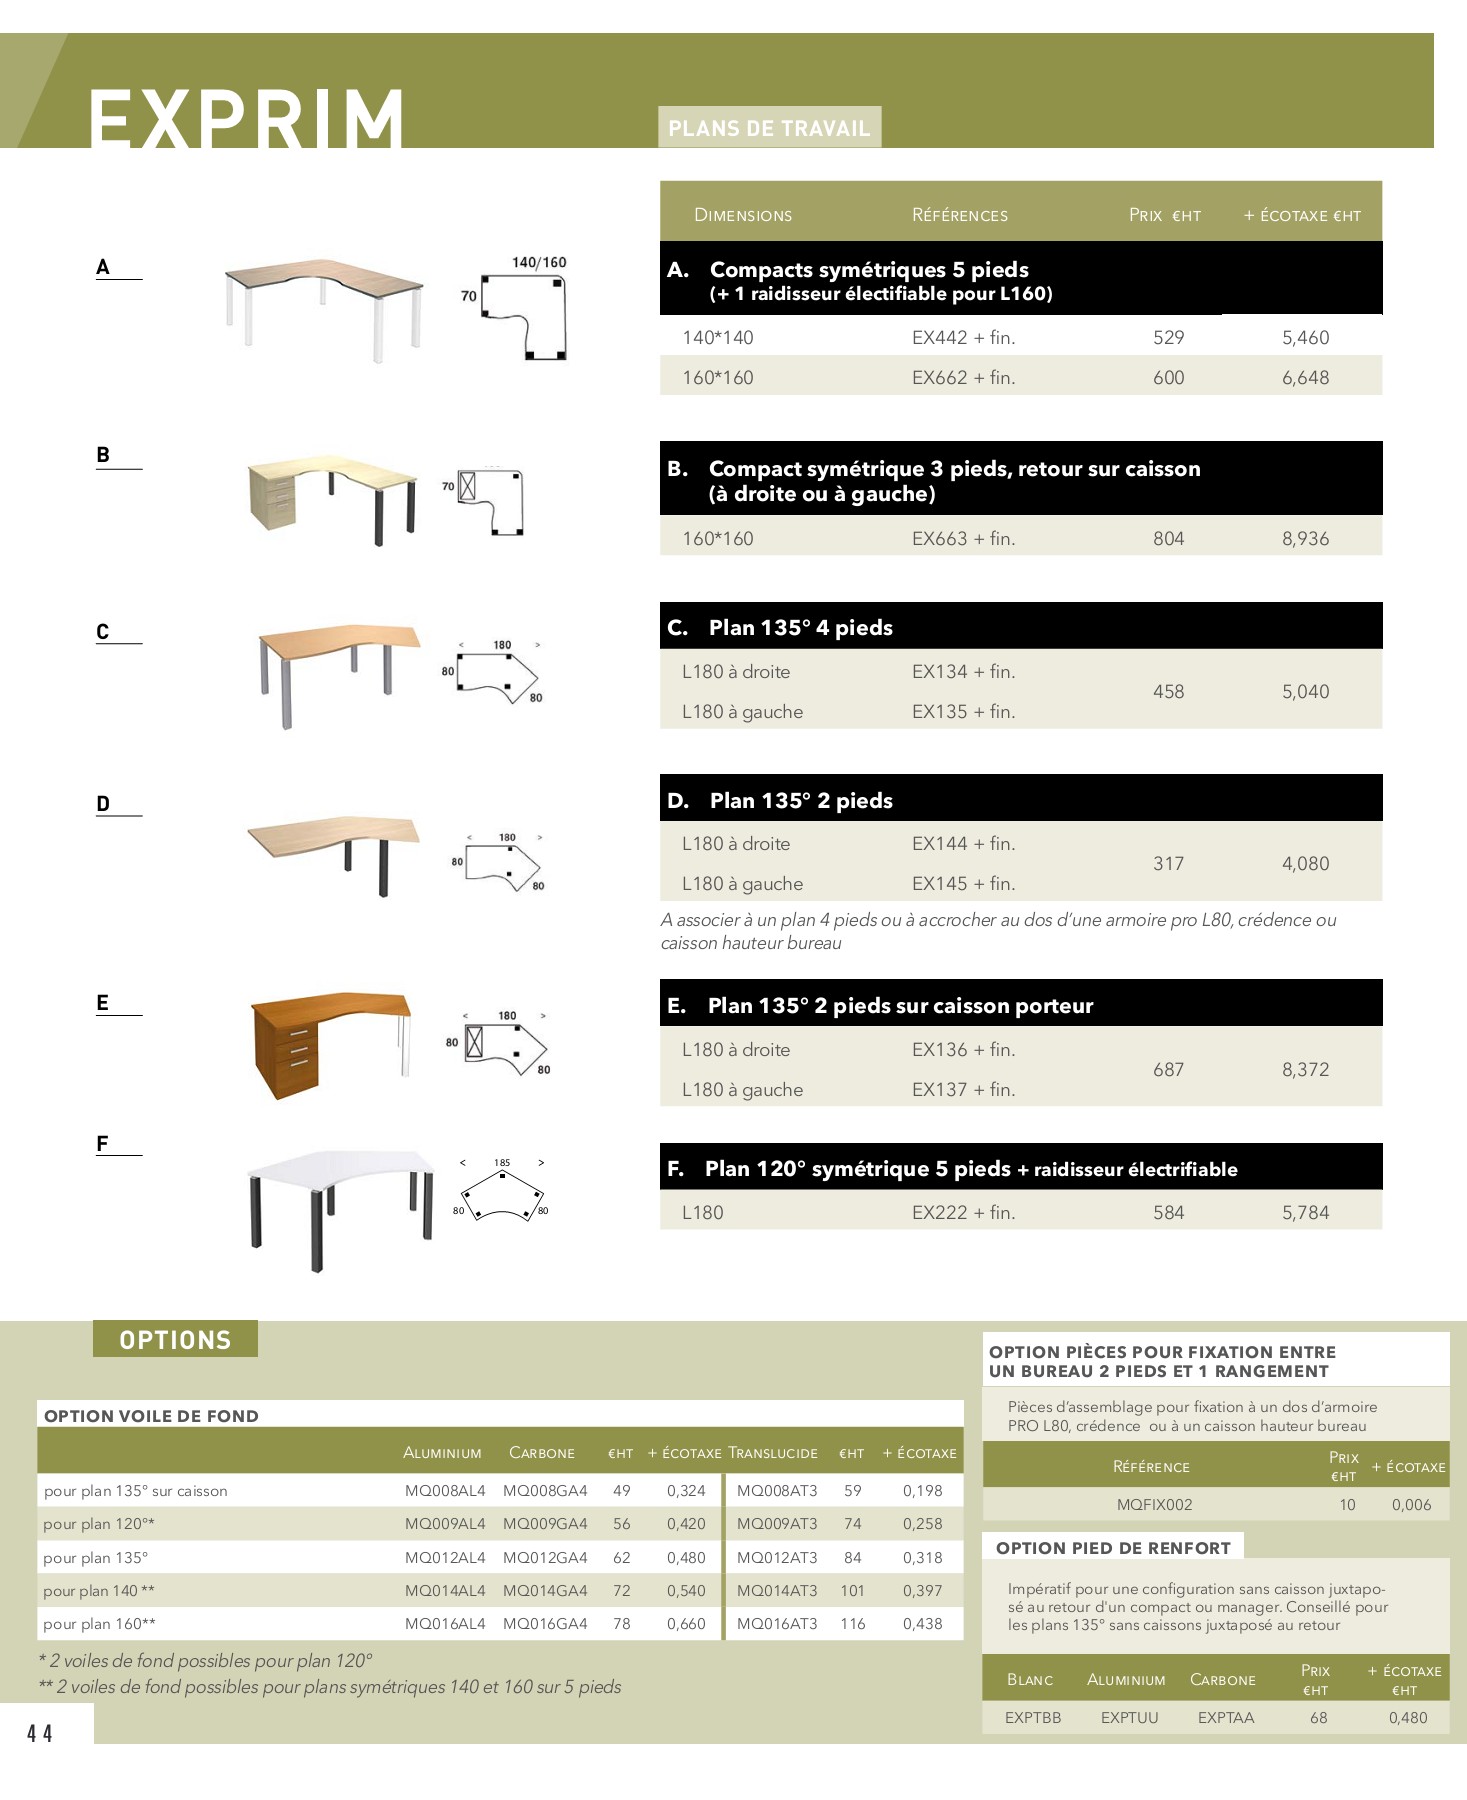 EXPRIM
PLANS DE TRAVAIL
DIMENSIONS RÉFÉRENCES PRIX €HT + ÉCOTAXE €HT
A
140/160
70
A. Compacts symétriques 5 pieds
(+ 1 raidisseur électifiable pour L160)
140*140 EX442 + fin. 529 5,460
160*160 EX662 + fin. 600 6,648
B
70
B. Compact symétrique 3 pieds, retour sur caisson
(à droite ou à gauche)
160*160 EX663 + fin. 804 8,936
C
< 180 >
80
80
C. Plan 135° 4 pieds
L180 à droite EX134 + fin.
458 5,040
L180 à gauche EX135 + fin.
D
< 180 >
80
80
D. Plan 135° 2 pieds
L180 à droite EX144 + fin.
317 4,080
L180 à gauche EX145 + fin.
A associer à un plan 4 pieds ou à accrocher au dos d’une armoire pro L80, crédence ou
caisson hauteur bureau
E
< 180 >
80
80
E. Plan 135° 2 pieds sur caisson porteur
L180 à droite EX136 + fin.
687 8,372
L180 à gauche EX137 + fin.
F
< 185 >
80 80
F. Plan 120° symétrique 5 pieds + raidisseur électrifiable
L180 EX222 + fin. 584 5,784
OPTIONS
OPTION VOILE DE FOND
ALUMINIUM CARBONE €HT + ÉCOTAXE TRANSLUCIDE €HT + ÉCOTAXE
pour plan 135° sur caisson MQ008AL4 MQ008GA4 49 0,324 MQ008AT3 59 0,198
pour plan 120°* MQ009AL4 MQ009GA4 56 0,420 MQ009AT3 74 0,258
pour plan 135° MQ012AL4 MQ012GA4 62 0,480 MQ012AT3 84 0,318
pour plan 140 ** MQ014AL4 MQ014GA4 72 0,540 MQ014AT3 101 0,397
pour plan 160** MQ016AL4 MQ016GA4 78 0,660 MQ016AT3 116 0,438
* 2 voiles de fond possibles pour plan 120°
** 2 voiles de fond possibles pour plans symétriques 140 et 160 sur 5 pieds
OPTION PIÈCES POUR FIXATION ENTRE
UN BUREAU 2 PIEDS ET 1 RANGEMENT
Pièces d’assemblage pour fixation à un dos d’armoire
PRO L80, crédence ou à un caisson hauteur bureau
RÉFÉRENCE PRIX €HT + ÉCOTAXE
MQFIX002 10 0,006
OPTION PIED DE RENFORT
Impératif pour une configuration sans caisson juxtapo-
sé au retour d'un compact ou manager. Conseillé pour
les plans 135° sans caissons juxtaposé au retour
BLANC ALUMINIUM CARBONE PRIX €HT + ÉCOTAXE €HT
EXPTBB EXPTUU EXPTAA 68 0,480
44